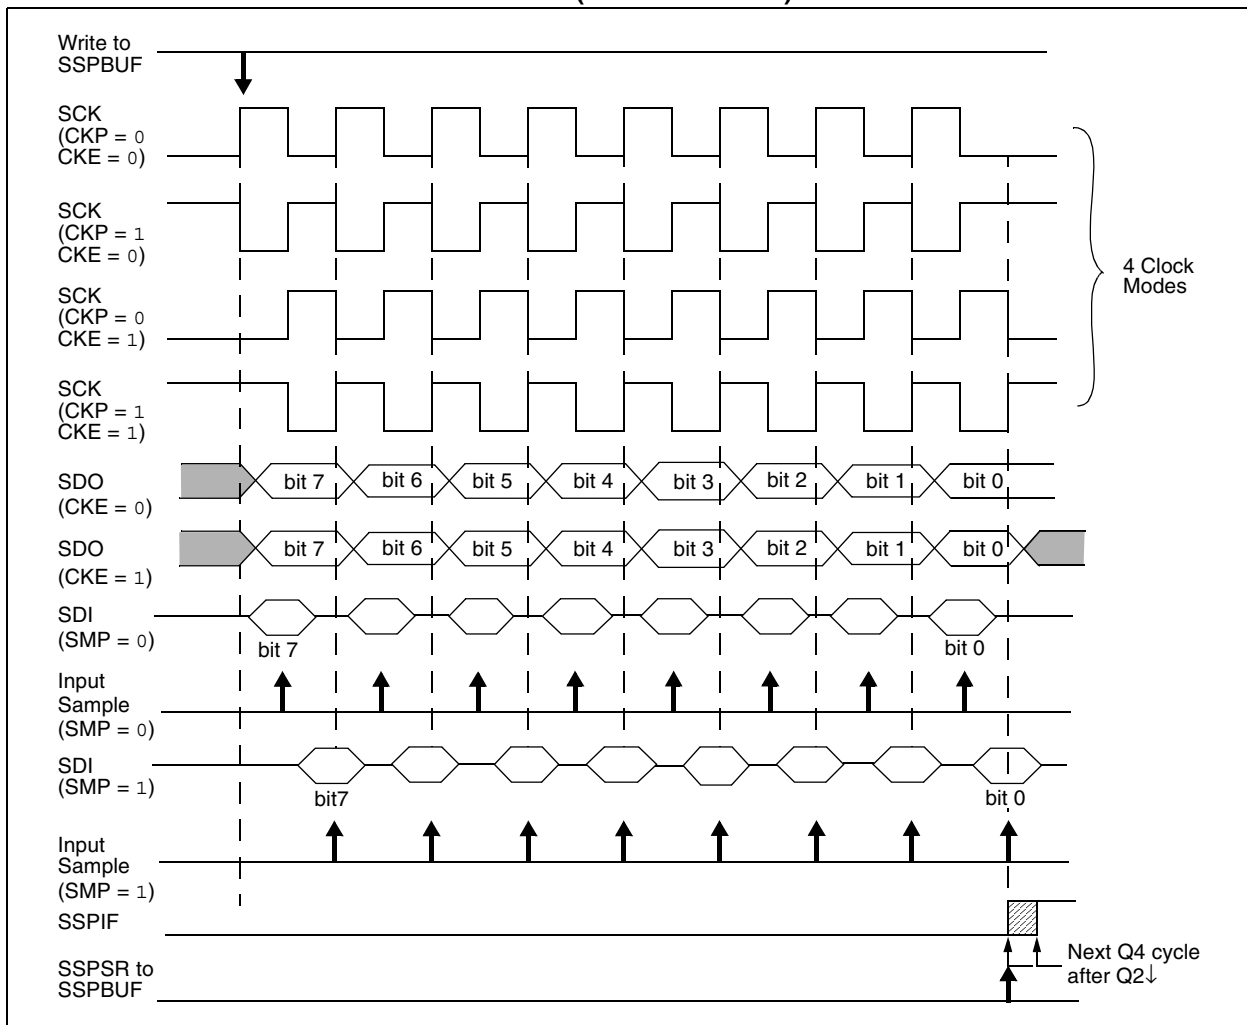 Write to
SSPBUF
SCK
(CKP = 0
CKE = 0)
SCK
(CKP = 1
CKE = 0)
4 Clock
Modes
SCK
(CKP = 0
CKE = 1)
SCK
(CKP = 1
CKE = 1)
SDO
(CKE = 0)
bit 7 bit 6 bit 5 bit 4 bit 3 bit 2 bit 1 bit 0
SDO
(CKE = 1)
bit 7 bit 6 bit 5 bit 4 bit 3 bit 2 bit 1 bit 0
SDI
(SMP = 0)
bit 7 bit 0
Input
Sample
(SMP = 0)
SDI
(SMP = 1)
bit7 bit 0
Input
Sample
(SMP = 1)
SSPIF
Next Q4 cycle
after Q2↓
SSPSR to
SSPBUF